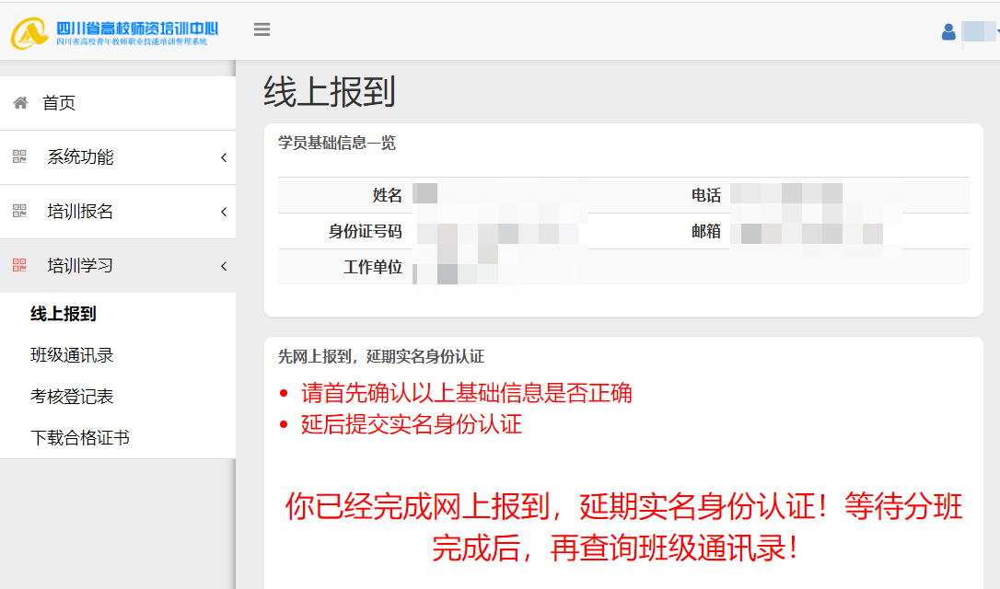 四川省高校师资培训中心
四川省高校青年教师职业技能培训管理系统
首页
系统功能
培训报名
培训学习
线上报到
班级通讯录
考核登记表
下载合格证书
线上报到
学员基础信息一览
姓名 电话
身份证号码 邮箱
工作单位
先网上报到，延期实名身份认证
请首先确认以上基础信息是否正确
延后提交实名身份认证
你已经完成网上报到，延期实名身份认证！等待分班
完成后，再查询班级通讯录！